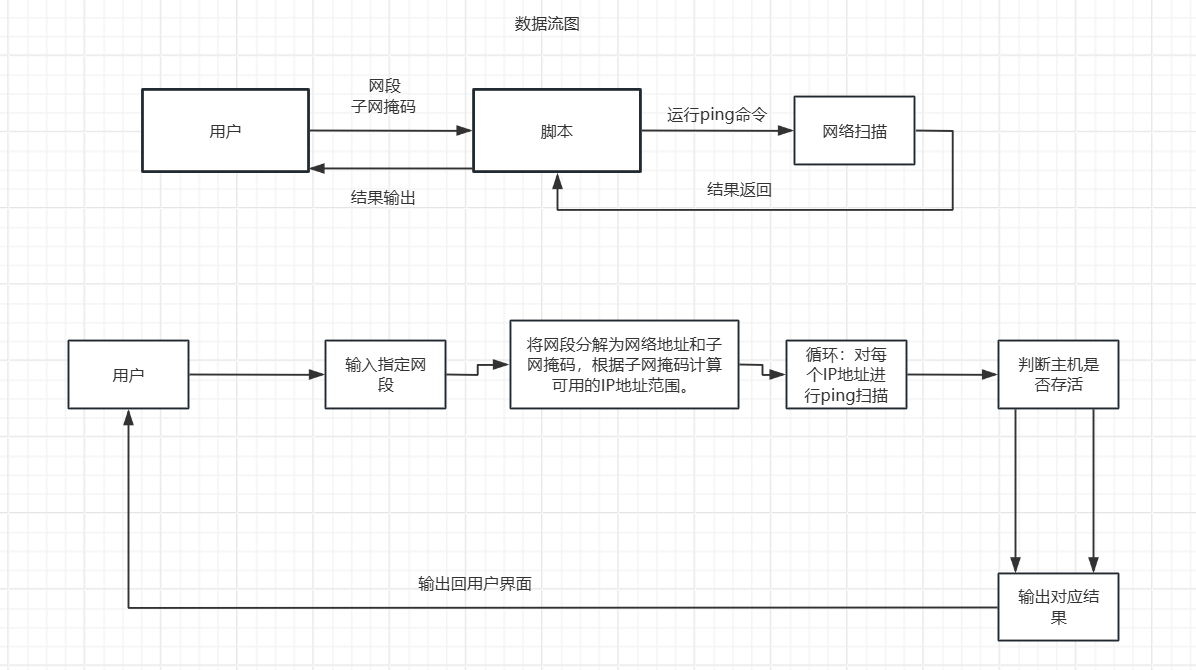 数据流图
网段
子网掩码
用户
脚本
运行ping命令
网络扫描
结果输出
结果返回
用户
输入指定网
段
将网段分解为网络地址和子
网掩码，根据子网掩码计算
可用的IP地址范围。
循环：对每
个IP地址进
行ping扫描
判断主机是
否存活
输出回用户界面
输出对应结
果